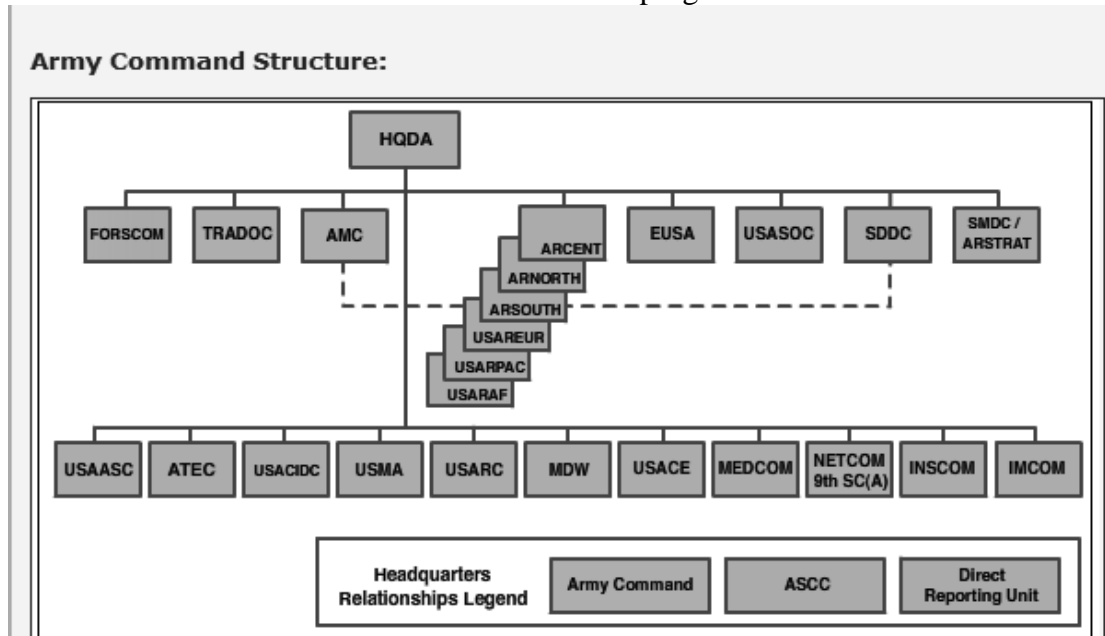 Army Command Structure:
HQDA
FORSCOM
TRADOC
AMC
ARCENT
ARNORTH
ARSOUTH
USAREUR
USARPAC
USARAF
EUSA
USASOC
SDDC
SMDC /
ARSTRAT
USAASC
ATEC
USACIDC
USMA
USARC
MDW
USACE
MEDCOM
NETCOM
9th SC(A)
INSCOM
IMCOM
Headquarters
Relationships Legend
Army Command
ASCC
Direct
Reporting Unit